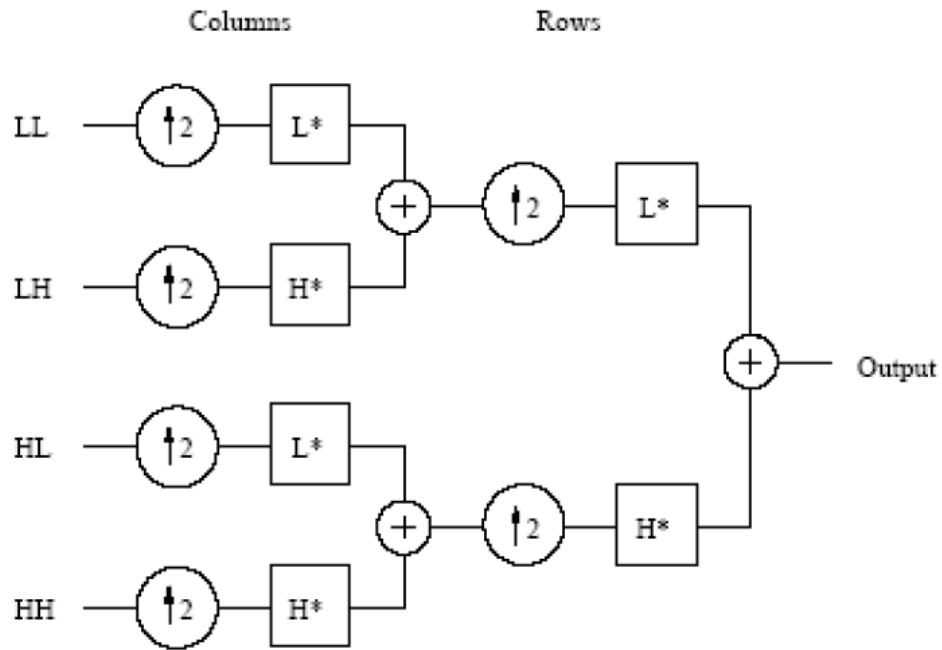 Columns Rows
LL ↑2 L*
↑2 L*
LH ↑2 H*
+
+
Output
HL ↑2 L*
+
↑2 H*
HH ↑2 H*